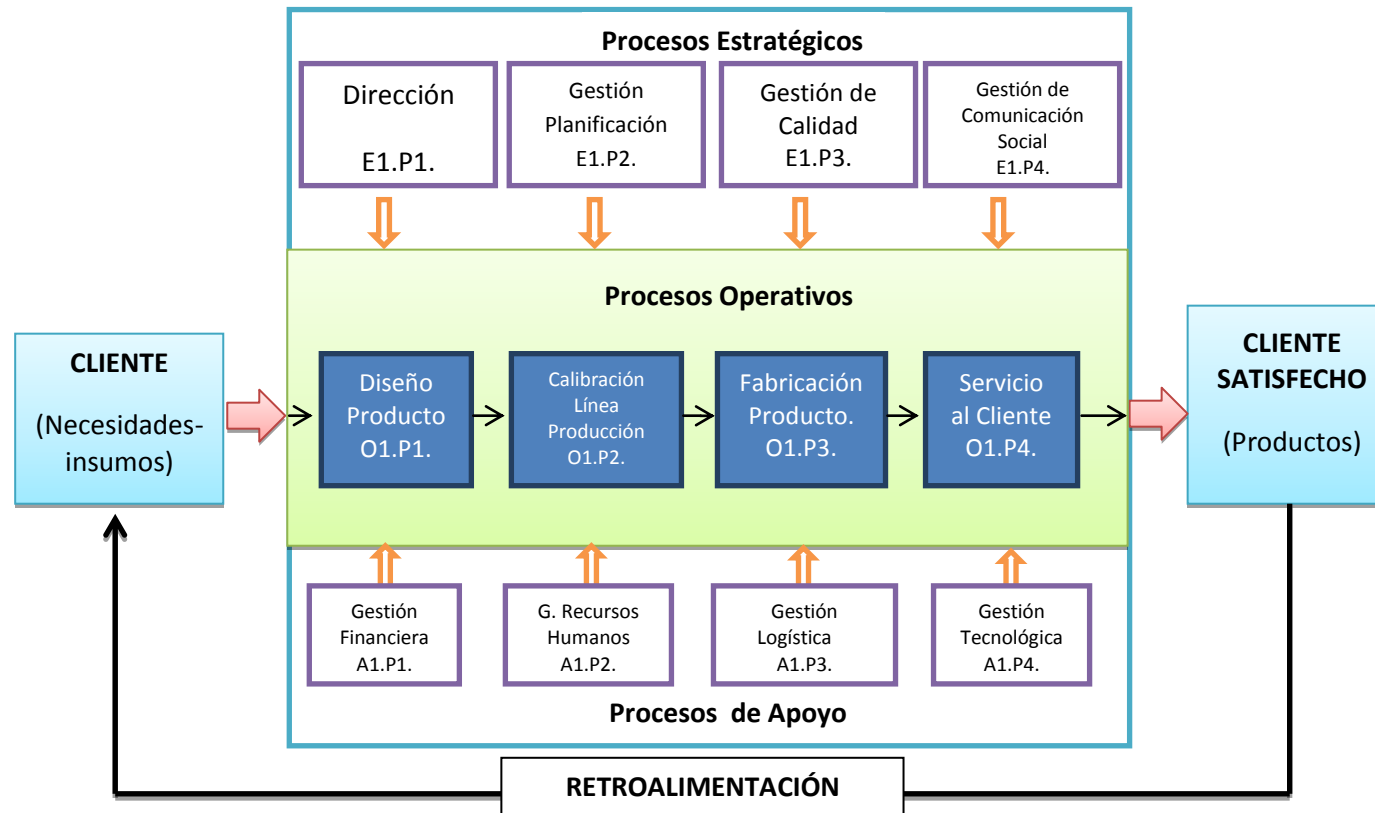 Procesos Estratégicos
Dirección
E1.P1.
Gestión
Planificación
E1.P2.
Gestión de
Calidad
E1.P3.
Gestión de
Comunicación
Social
E1.P4.
Procesos Operativos
CLIENTE
(Necesidades-
insumos)
Diseño
Producto
O1.P1.
Calibración
Línea
Producción
O1.P2.
Fabricación
Producto.
O1.P3.
Servicio
al Cliente
O1.P4.
CLIENTE
SATISFECHO
(Productos)
Gestión
Financiera
A1.P1.
G. Recursos
Humanos
A1.P2.
Gestión
Logística
A1.P3.
Gestión
Tecnológica
A1.P4.
Procesos de Apoyo
RETROALIMENTACIÓN